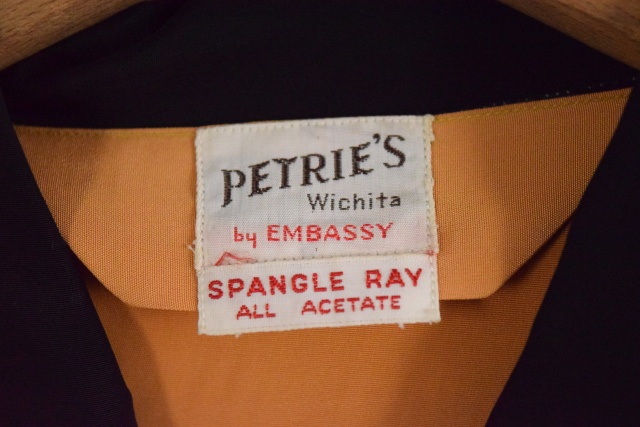 PETRIE'S
Wichita
by EMBASSY
SPANGLE RAY
ALL ACETATE